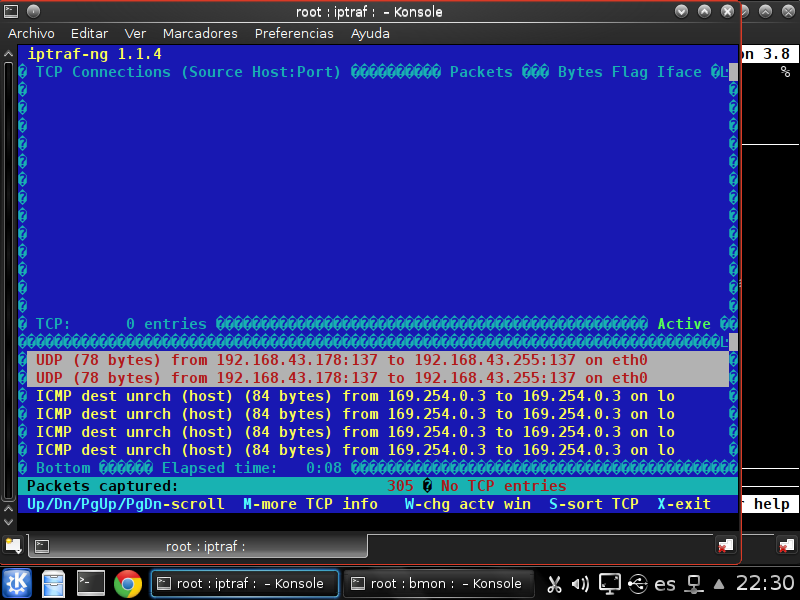 root : iptraf : – Konsole
Archivo Editar Ver Marcadores Preferencias Ayuda
iptraf-ng 1.1.4
on 3.8
TCP Connections (Source Host:Port) Packets Bytes Flag Iface
%
TCP: 0 entries Active
UDP (78 bytes) from 192.168.43.178:137 to 192.168.43.255:137 on eth0
UDP (78 bytes) from 192.168.43.178:137 to 192.168.43.255:137 on eth0
ICMP dest unrch (host) (84 bytes) from 169.254.0.3 to 169.254.0.3 on lo
ICMP dest unrch (host) (84 bytes) from 169.254.0.3 to 169.254.0.3 on lo
ICMP dest unrch (host) (84 bytes) from 169.254.0.3 to 169.254.0.3 on lo
ICMP dest unrch (host) (84 bytes) from 169.254.0.3 to 169.254.0.3 on lo
Bottom Elapsed time: 0:08
Packets captured: 305 No TCP entries
Up/Dn/PgUp/PgDn-scroll M-more TCP info W-chg actv win S-sort TCP X-exit
help
root : iptraf :
root : iptraf : – Konsole
root : bmon : – Konsole
es
22:30